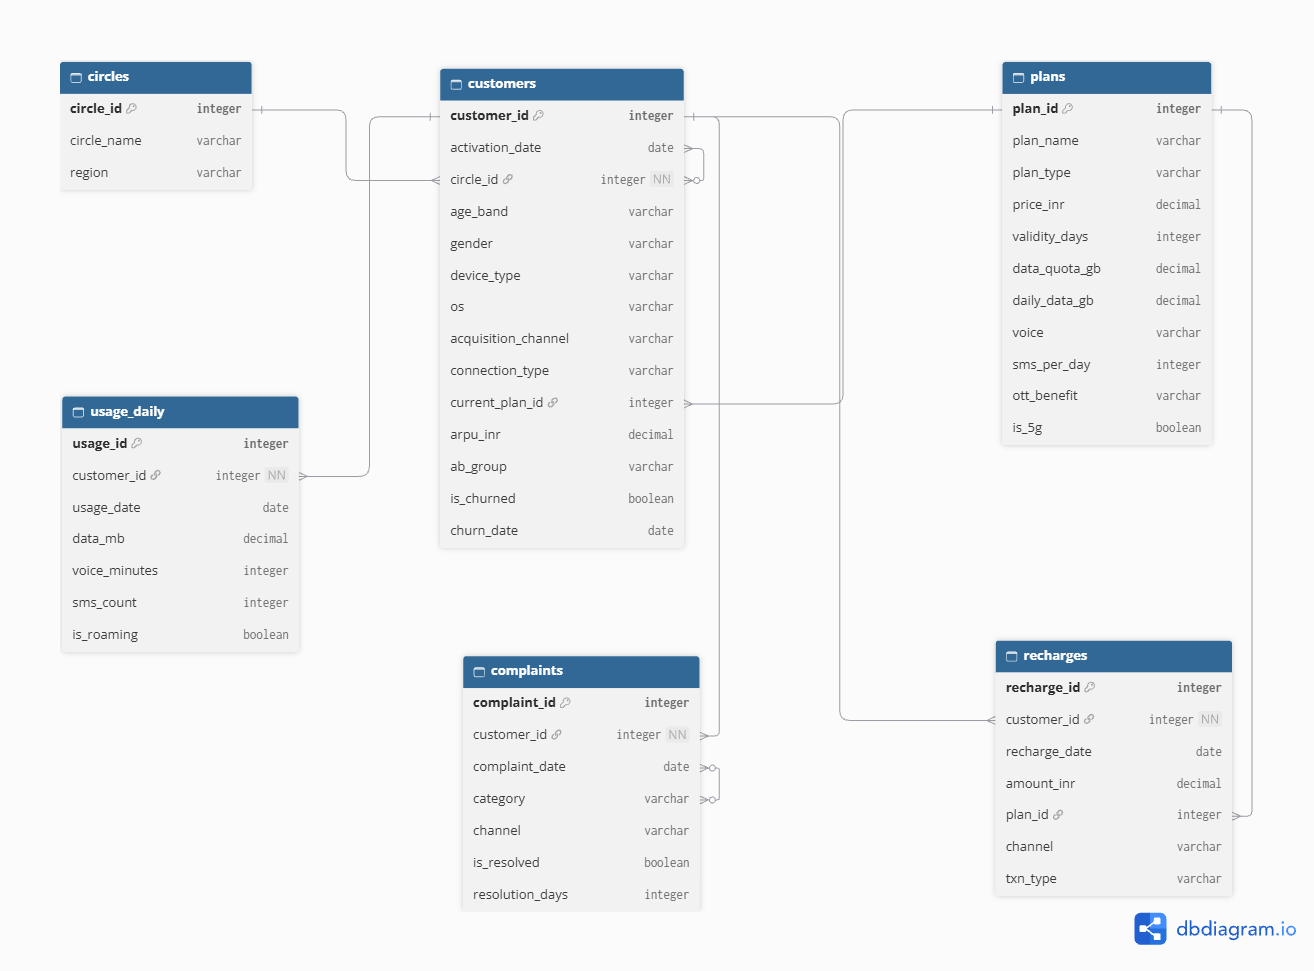 circles
circle_id integer
circle_name varchar
region varchar
customers
customer_id integer
activation_date date
circle_id integer NN
age_band varchar
gender varchar
device_type varchar
os varchar
acquisition_channel varchar
connection_type varchar
current_plan_id integer
arpu_inr decimal
ab_group varchar
is_churned boolean
churn_date date
plans
plan_id integer
plan_name varchar
plan_type varchar
price_inr decimal
validity_days integer
data_quota_gb decimal
daily_data_gb decimal
voice varchar
sms_per_day integer
ott_benefit varchar
is_5g boolean
usage_daily
usage_id integer
customer_id integer NN
usage_date date
data_mb decimal
voice_minutes integer
sms_count integer
is_roaming boolean
complaints
complaint_id integer
customer_id integer NN
complaint_date date
category varchar
channel varchar
is_resolved boolean
resolution_days integer
recharges
recharge_id integer
customer_id integer NN
recharge_date date
amount_inr decimal
plan_id integer
channel varchar
txn_type varchar
dbdiagram.io